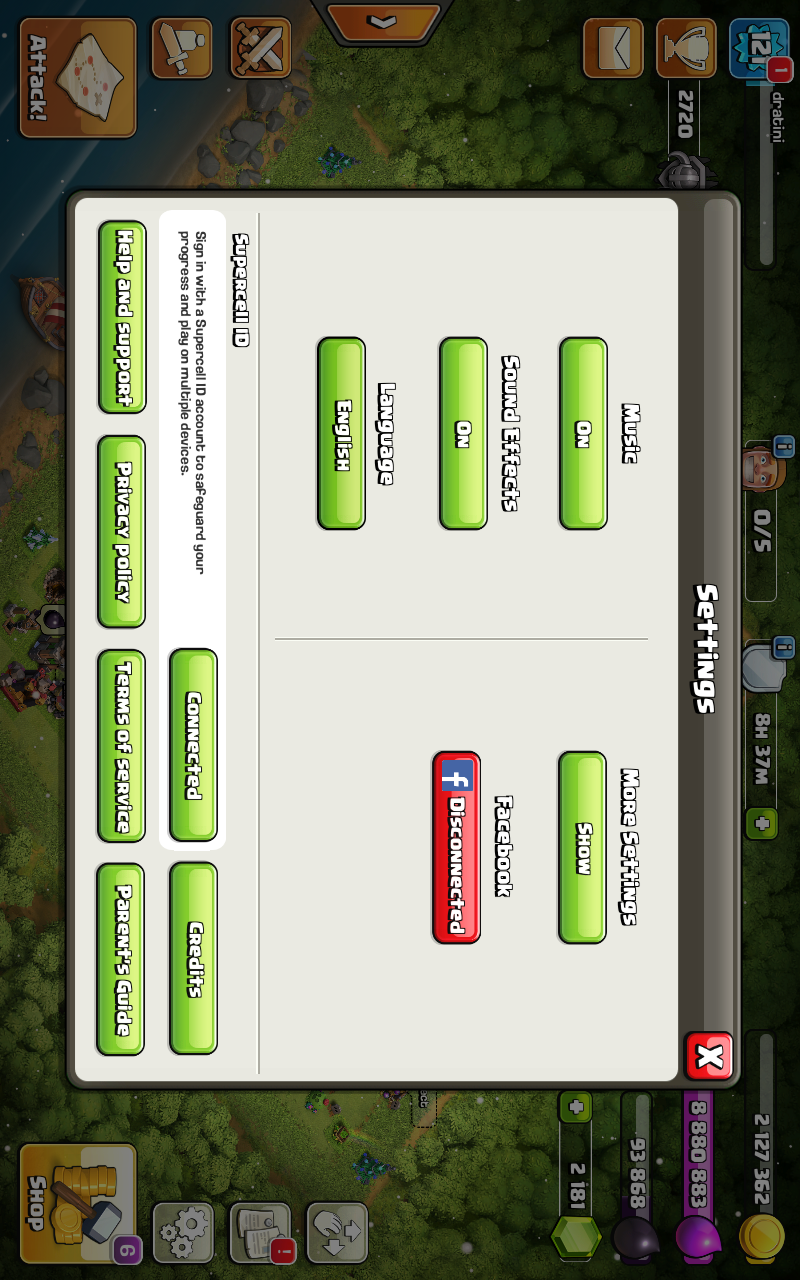 121
1
dratini
2720
0/5
8H 37M
2 127 362
8 880 883
93 868
2 181
Settings
X
Music
On
Sound Effects
On
Language
English
More Settings
Show
Facebook
f Disconnected
Supercell ID
Sign in with a Supercell ID account to safeguard your
progress and play on multiple devices.
Connected
Credits
Help and support
Privacy policy
Terms of service
Parent's Guide
Attack!
Shop
6
!